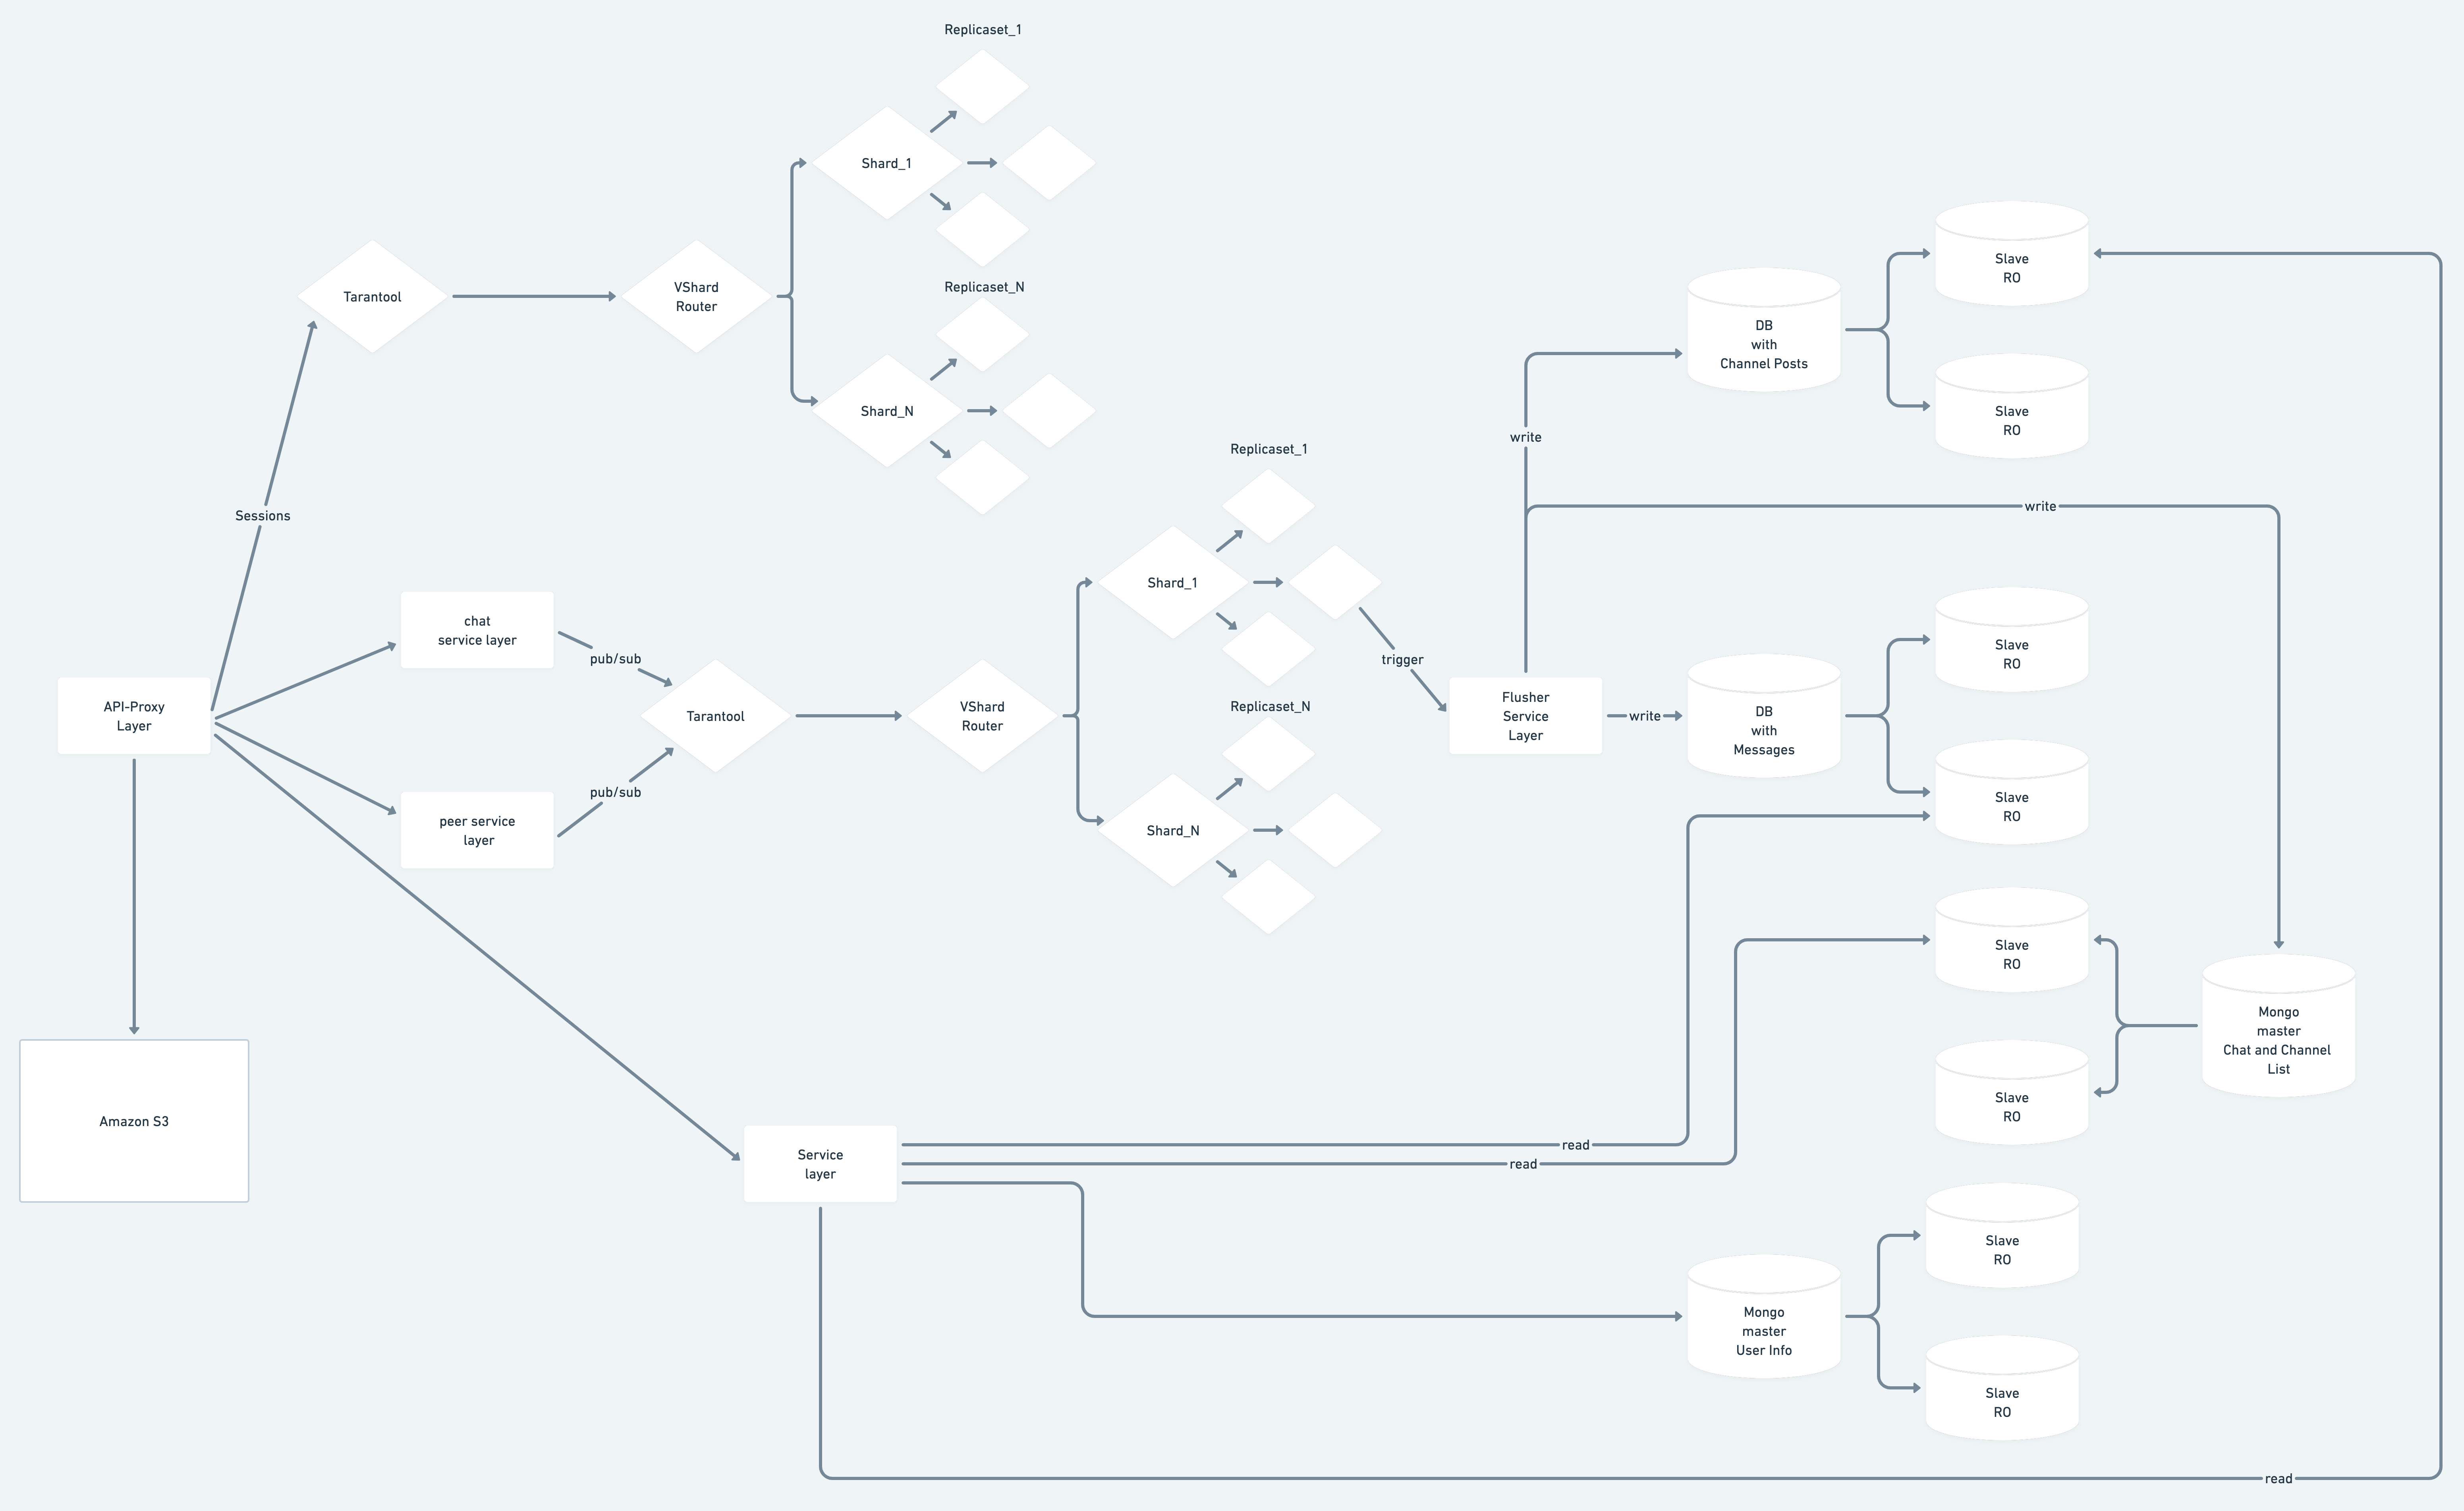 Replicaset_1
Shard_1
Tarantool
VShard
Router
Replicaset_N
Shard_N
Sessions
Replicaset_1
Shard_1
trigger
chat
service layer
pub/sub
API-Proxy
Layer
Tarantool
VShard
Router
Replicaset_N
Shard_N
peer service
layer
pub/sub
Flusher
Service
Layer
write
write
write
DB
with
Channel Posts
Slave
RO
Slave
RO
DB
with
Messages
Slave
RO
Slave
RO
Slave
RO
Slave
RO
Mongo
master
Chat and Channel
List
Amazon S3
Service
layer
read
read
Mongo
master
User Info
Slave
RO
Slave
RO
read